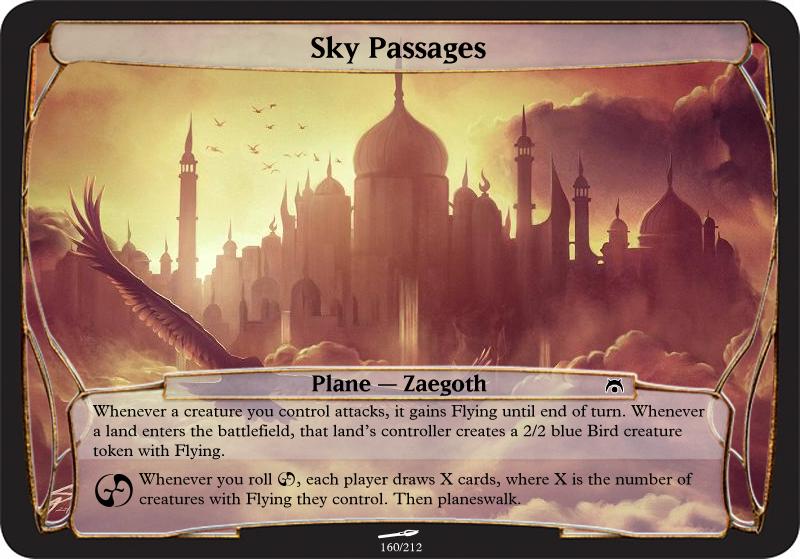 Sky Passages
Plane — Zaegoth
Whenever a creature you control attacks, it gains Flying until end of turn. Whenever
a land enters the battlefield, that land's controller creates a 2/2 blue Bird creature
token with Flying.
Whenever you roll , each player draws X cards, where X is the number of
creatures with Flying they control. Then planeswalk.
160/212